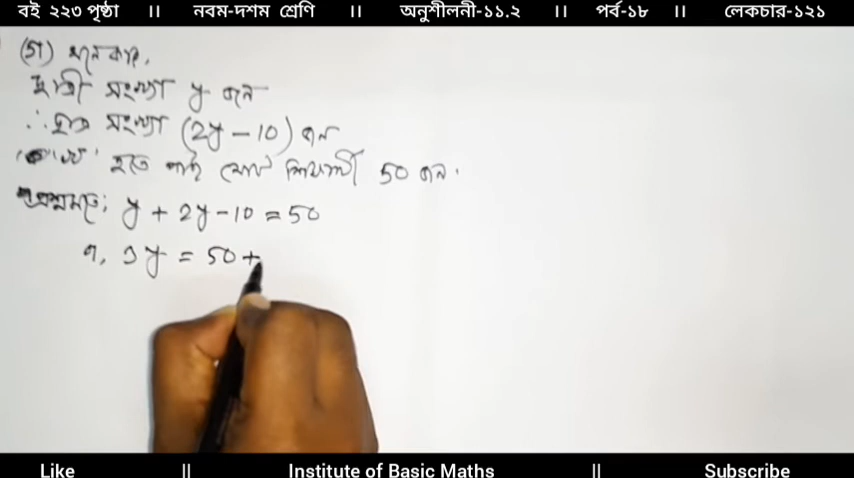 বই ২২৩ পৃষ্ঠা ॥ নবম-দশম শ্রেণি ॥ অনুশীলনী-১১.২ ॥ পর্ব-১৮ ॥ লেকচার-১২১
(গ) মনেকরি,
ছাত্রী সংখ্যা y জন
∴ ছাত্র সংখ্যা (2y – 10) জন
'খ' হতে পাই মোট শিক্ষার্থী 50 জন।
প্রশ্নমতে, y + 2y – 10 = 50
বা, 3y = 50 +
Like || Institute of Basic Maths || Subscribe